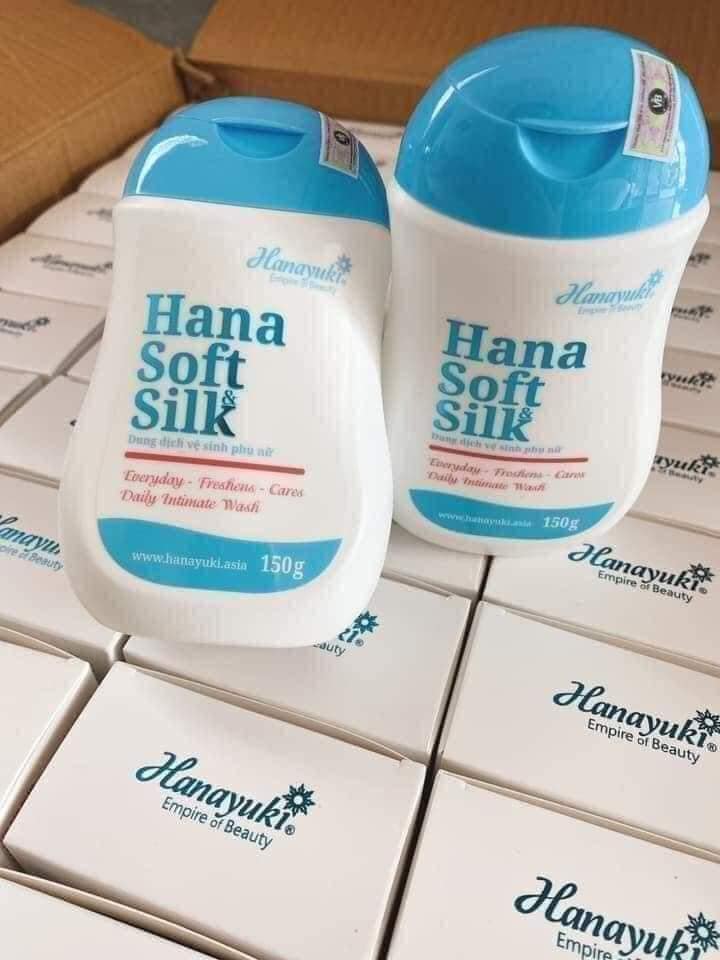 Hanayuki®
Empire of Beauty
Hana
Soft
&
Silk
Dung dịch vệ sinh phụ nữ
Everyday - Freshens - Cares
Daily Intimate Wash
www.hanayuki.asia 150g
VB
Hanayuki®
Empire of Beauty
Hana
Soft
&
Silk
Dung dịch vệ sinh phụ nữ
Everyday - Freshens - Cares
Daily Intimate Wash
www.hanayuki.asia 150g
Hanayuki®
Empire of Beauty
Hanayuki®
Empire of Beauty
Hanayuki®
Empire of Beauty
Hanayuki
Empire of Beauty